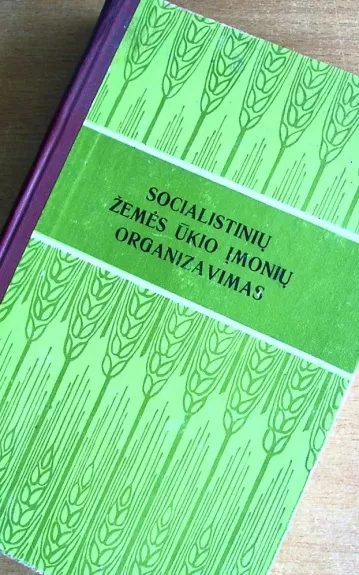 SOCIALISTINIŲ
ŽEMĖS ŪKIO ĮMONIŲ
ORGANIZAVIMAS